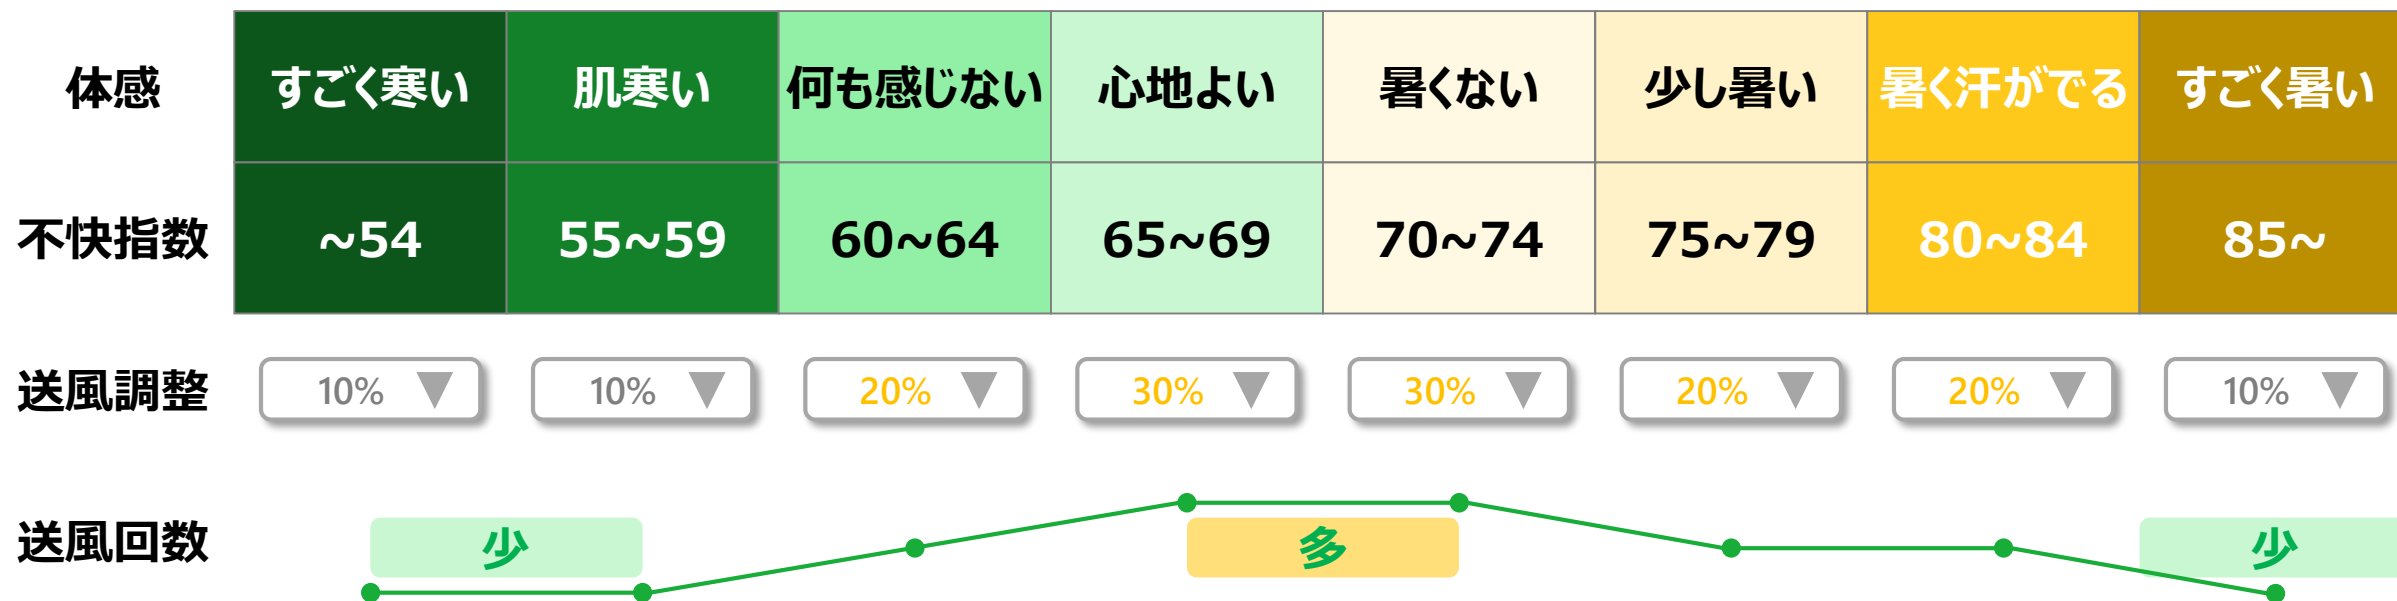 体感 すごく寒い 肌寒い 何も感じない 心地よい 暑くない 少し暑い 暑く汗がでる すごく暑い
不快指数 ~54 55~59 60~64 65~69 70~74 75~79 80~84 85~
送風調整 10% ▼ 10% ▼ 20% ▼ 30% ▼ 30% ▼ 20% ▼ 20% ▼ 10% ▼
送風回数 少 多 少